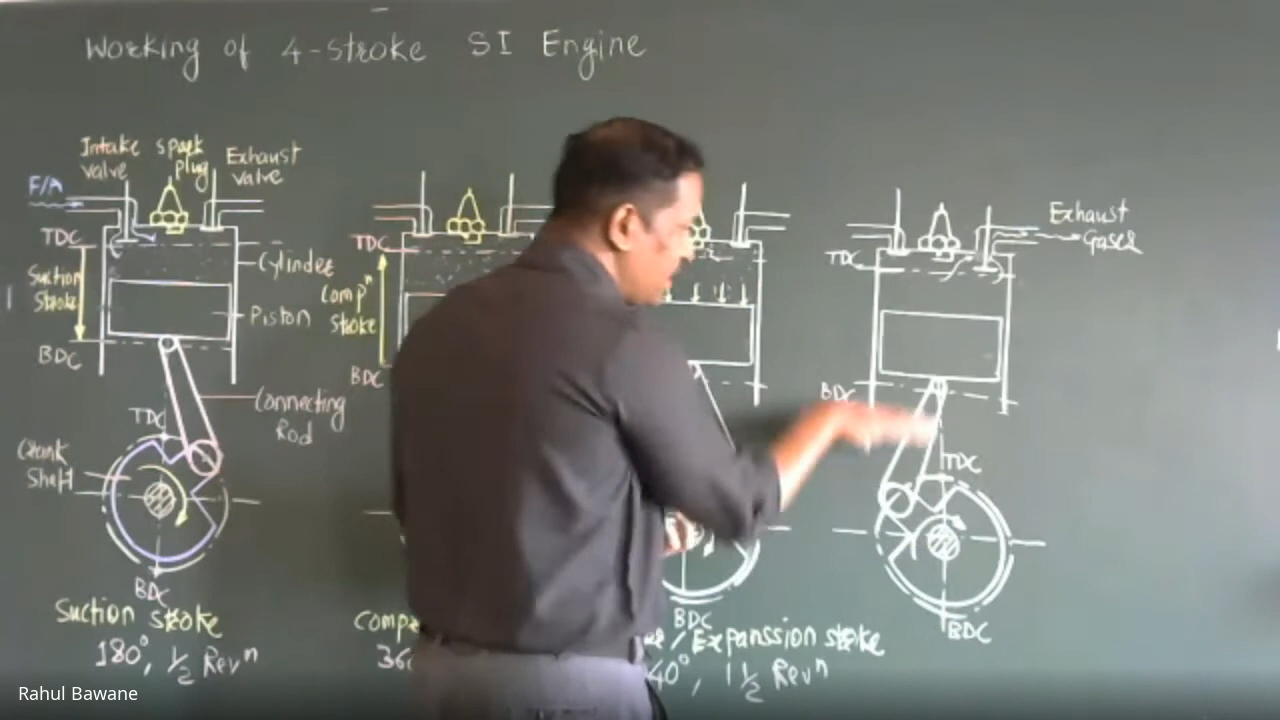 Working of 4-stroke SI Engine
Intake valve
spark plug
Exhaust valve
F/A
TDC
Suction stroke
BDC
Cylinder
Piston
Connecting Rod
TDC
Crank Shaft
BDC
Suction stroke
180°, 1/2 Revⁿ
TDC
Compⁿ stroke
BDC
BDC
Expanssion stroke
40°, 1 1/2 Revⁿ
Exhaust Gases
TDC
BDC
TDC
BDC
Rahul Bawane